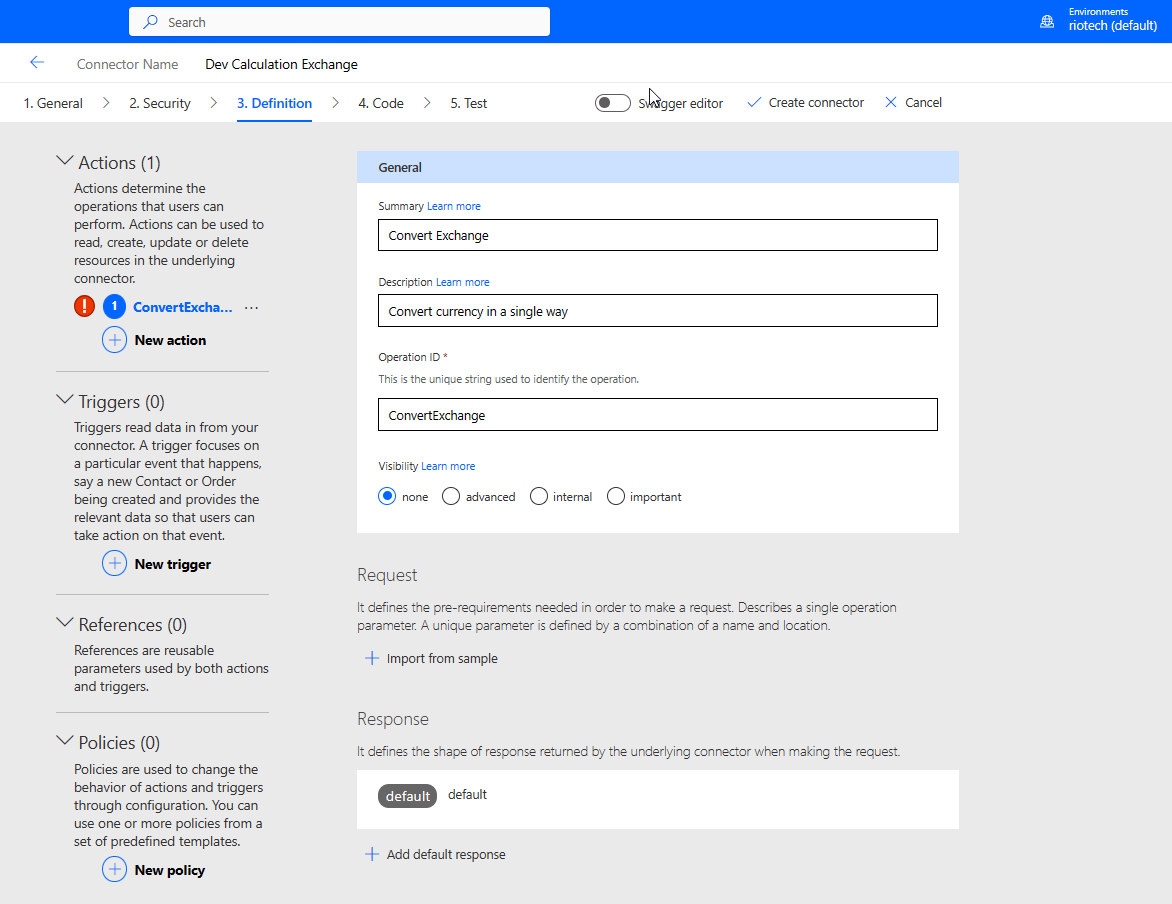 Search
Environments
riotech (default)
Connector Name
Dev Calculation Exchange
1. General
2. Security
3. Definition
4. Code
5. Test
Swagger editor
Create connector
Cancel
Actions (1)
Actions determine the
operations that users can
perform. Actions can be used to
read, create, update or delete
resources in the underlying
connector.
1
ConvertExcha...
New action
Triggers (0)
Triggers read data in from your
connector. A trigger focuses on
a particular event that happens,
say a new Contact or Order
being created and provides the
relevant data so that users can
take action on that event.
New trigger
References (0)
References are reusable
parameters used by both actions
and triggers.
Policies (0)
Policies are used to change the
behavior of actions and triggers
through configuration. You can
use one or more policies from a
set of predefined templates.
New policy
General
Summary Learn more
Convert Exchange
Description Learn more
Convert currency in a single way
Operation ID *
This is the unique string used to identify the operation.
ConvertExchange
Visibility Learn more
none
advanced
internal
important
Request
It defines the pre-requirements needed in order to make a request. Describes a single operation
parameter. A unique parameter is defined by a combination of a name and location.
Import from sample
Response
It defines the shape of response returned by the underlying connector when making the request.
default
default
Add default response